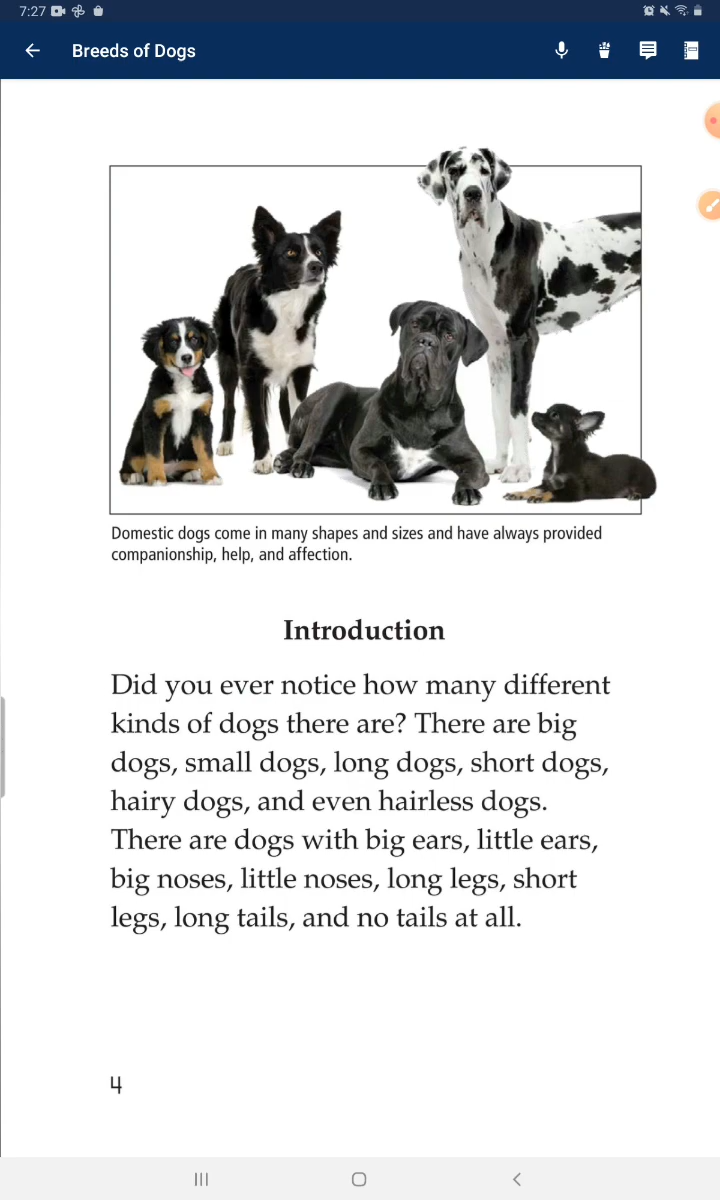 7:27
Breeds of Dogs
Domestic dogs come in many shapes and sizes and have always provided
companionship, help, and affection.
Introduction
Did you ever notice how many different
kinds of dogs there are? There are big
dogs, small dogs, long dogs, short dogs,
hairy dogs, and even hairless dogs.
There are dogs with big ears, little ears,
big noses, little noses, long legs, short
legs, long tails, and no tails at all.
4